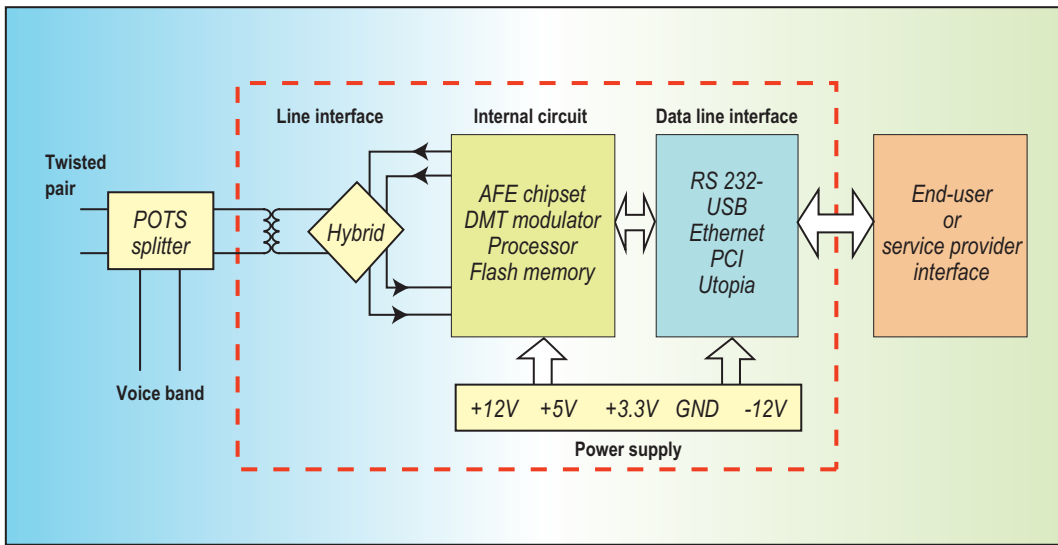 Line interface
Internal circuit
Data line interface
Twisted
pair
POTS
splitter
Hybrid
AFE chipset
DMT modulator
Processor
Flash memory
RS 232-
USB
Ethernet
PCI
Utopia
End-user
or
service provider
interface
Voice band
+12V +5V +3.3V GND -12V
Power supply